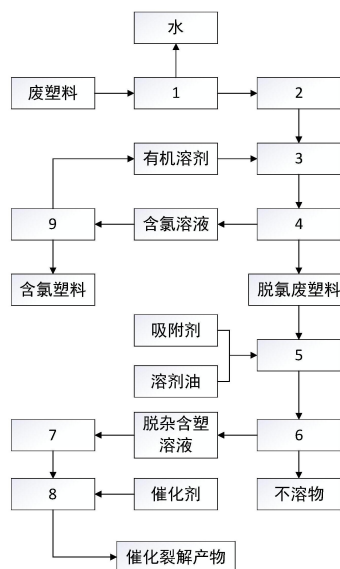 水
废塑料
1
2
有机溶剂
3
9
含氯溶液
4
含氯塑料
脱氯废塑料
吸附剂
5
溶剂油
7
脱杂含塑
溶液
6
8
催化剂
不溶物
催化裂解产物